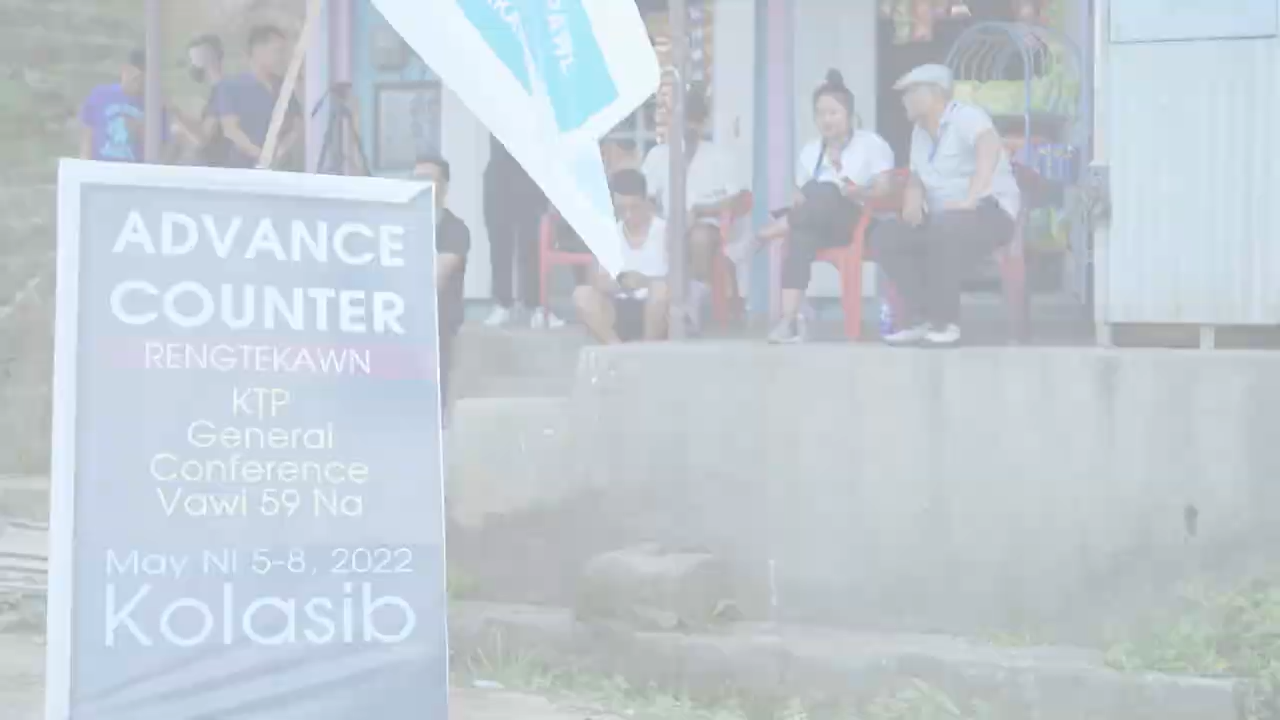 ADVANCE
COUNTER
RENGTEKAWN
KTP
General
Conference
Vawi 59 Na
May Ni 5-8, 2022
Kolasib